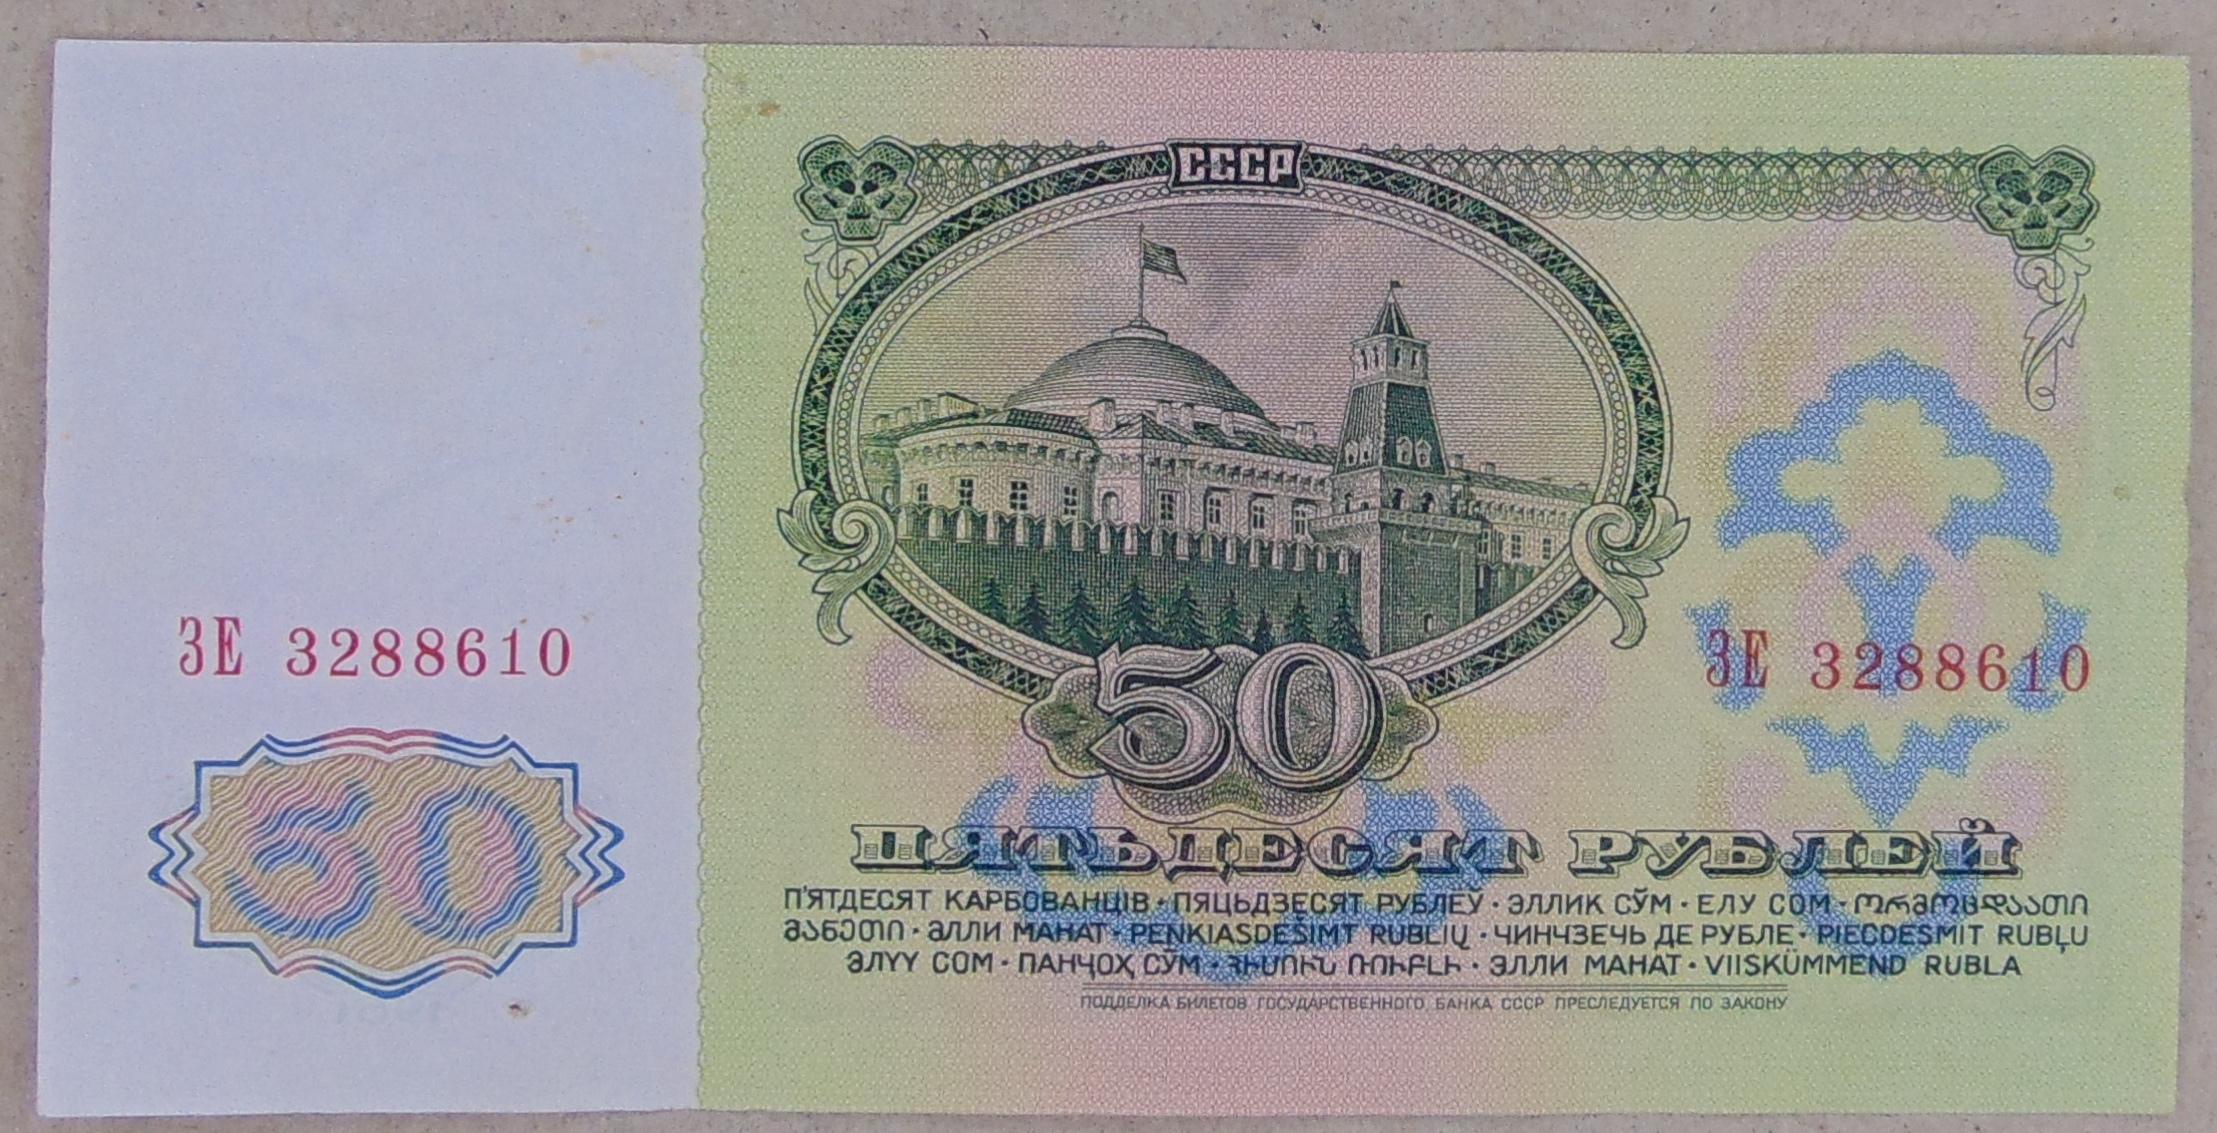 СССР
ЗЕ 3288610
ЗЕ 3288610
50
50
ПЯТЬДЕСЯТ РУБЛЕЙ
П'ЯТДЕСЯТ КАРБОВАНЦІВ · ПЯЦЬДЗЕСЯТ РУБЛЕЎ · ЭЛЛИК СЎМ · ЕЛУ СОМ · ᲝᲠᲛᲝᲪᲓᲐᲐᲗᲘ
ᲛᲐᲜᲔᲗᲘ · ӘЛЛИ МАНАТ · PENKIASDEŠIMT RUBLIŲ · ЧИНЧЗЕЧЬ ДЕ РУБЛЕ · PIECDESMIT RUBĻU
ЭЛҮҮ СОМ · ПАНҶОҲ СӮМ · ՀԻՍՈՒՆ ՌՈՒԲԼԻ · ЭЛЛИ МАНАТ · VIISKÜMMEND RUBLA
ПОДДЕЛКА БИЛЕТОВ ГОСУДАРСТВЕННОГО БАНКА СССР ПРЕСЛЕДУЕТСЯ ПО ЗАКОНУ